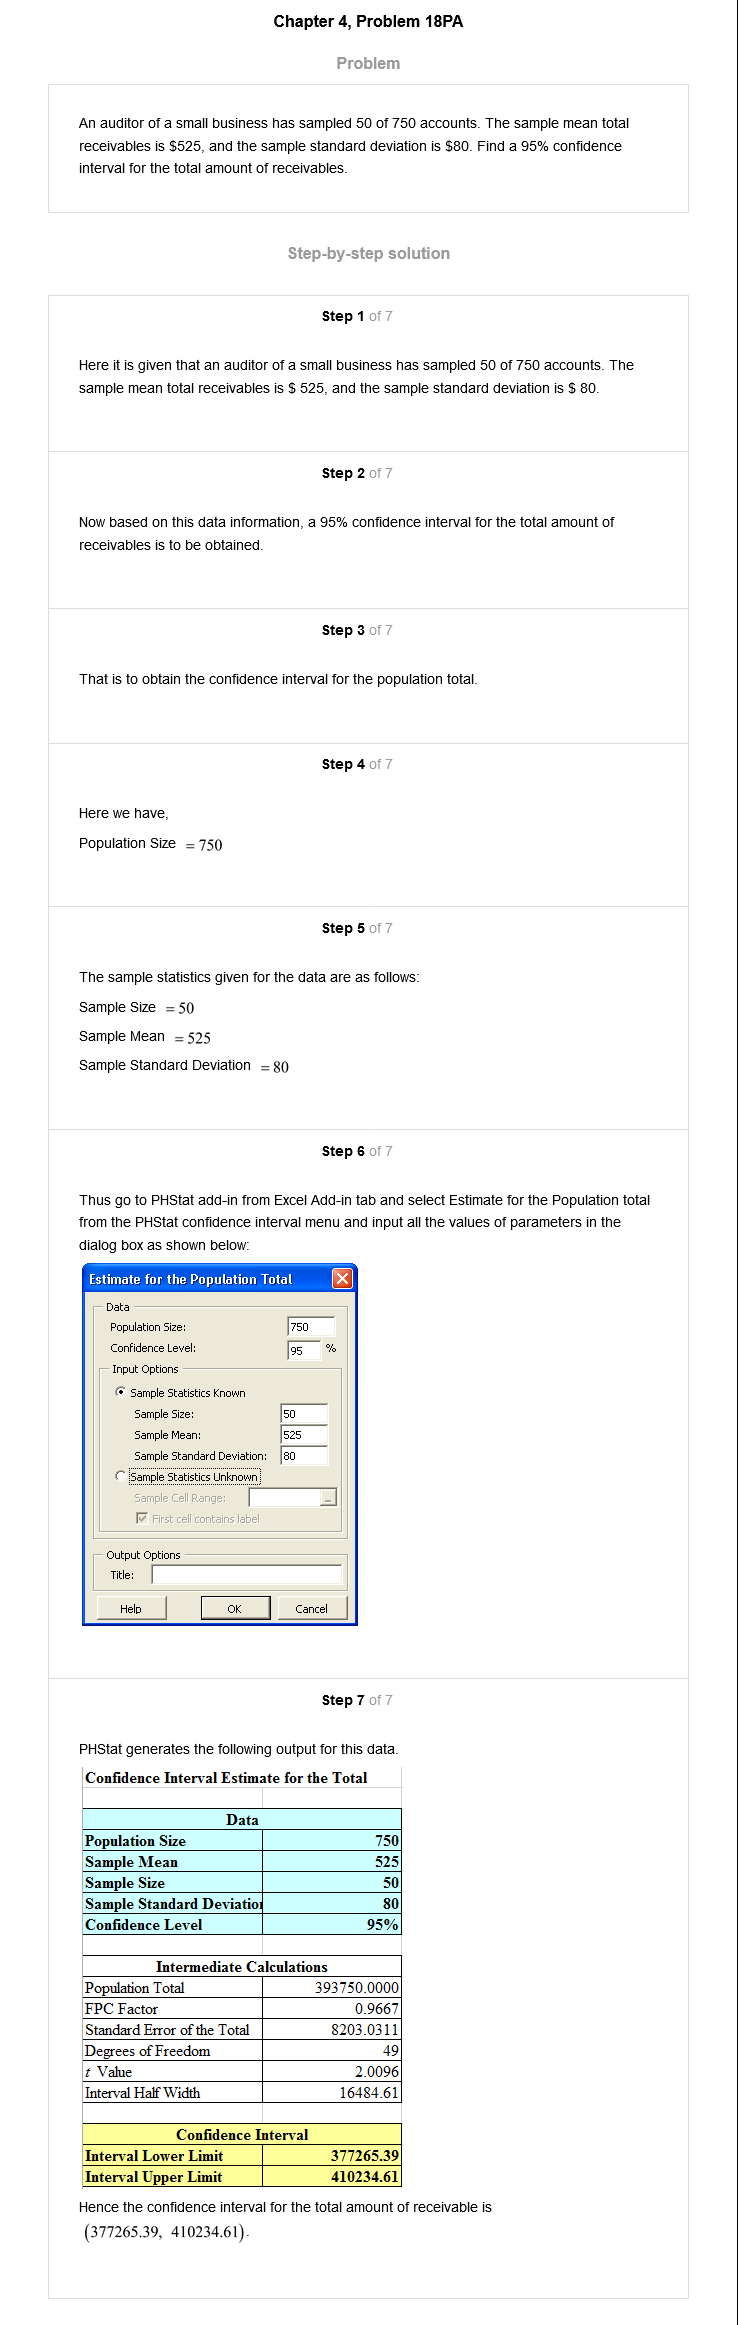 Chapter 4, Problem 18PA
Problem
An auditor of a small business has sampled 50 of 750 accounts. The sample mean total
receivables is $525, and the sample standard deviation is $80. Find a 95% confidence
interval for the total amount of receivables.
Step-by-step solution
Step 1 of 7
Here it is given that an auditor of a small business has sampled 50 of 750 accounts. The
sample mean total receivables is $ 525, and the sample standard deviation is $ 80.
Step 2 of 7
Now based on this data information, a 95% confidence interval for the total amount of
receivables is to be obtained.
Step 3 of 7
That is to obtain the confidence interval for the population total.
Step 4 of 7
Here we have,
Population Size = 750
Step 5 of 7
The sample statistics given for the data are as follows:
Sample Size = 50
Sample Mean = 525
Sample Standard Deviation = 80
Step 6 of 7
Thus go to PHStat add-in from Excel Add-in tab and select Estimate for the Population total
from the PHStat confidence interval menu and input all the values of parameters in the
dialog box as shown below:
Estimate for the Population Total
Data
Population Size: 750
Confidence Level: 95 %
Input Options
Sample Statistics Known
Sample Size: 50
Sample Mean: 525
Sample Standard Deviation: 80
Sample Statistics Unknown
Sample Cell Range: _
First cell contains label
Output Options
Title:
Help OK Cancel
Step 7 of 7
PHStat generates the following output for this data.
Confidence Interval Estimate for the Total
Data
Population Size 750
Sample Mean 525
Sample Size 50
Sample Standard Deviation 80
Confidence Level 95%
Intermediate Calculations
Population Total 393750.0000
FPC Factor 0.9667
Standard Error of the Total 8203.0311
Degrees of Freedom 49
t Value 2.0096
Interval Half Width 16484.61
Confidence Interval
Interval Lower Limit 377265.39
Interval Upper Limit 410234.61
Hence the confidence interval for the total amount of receivable is
(377265.39, 410234.61).